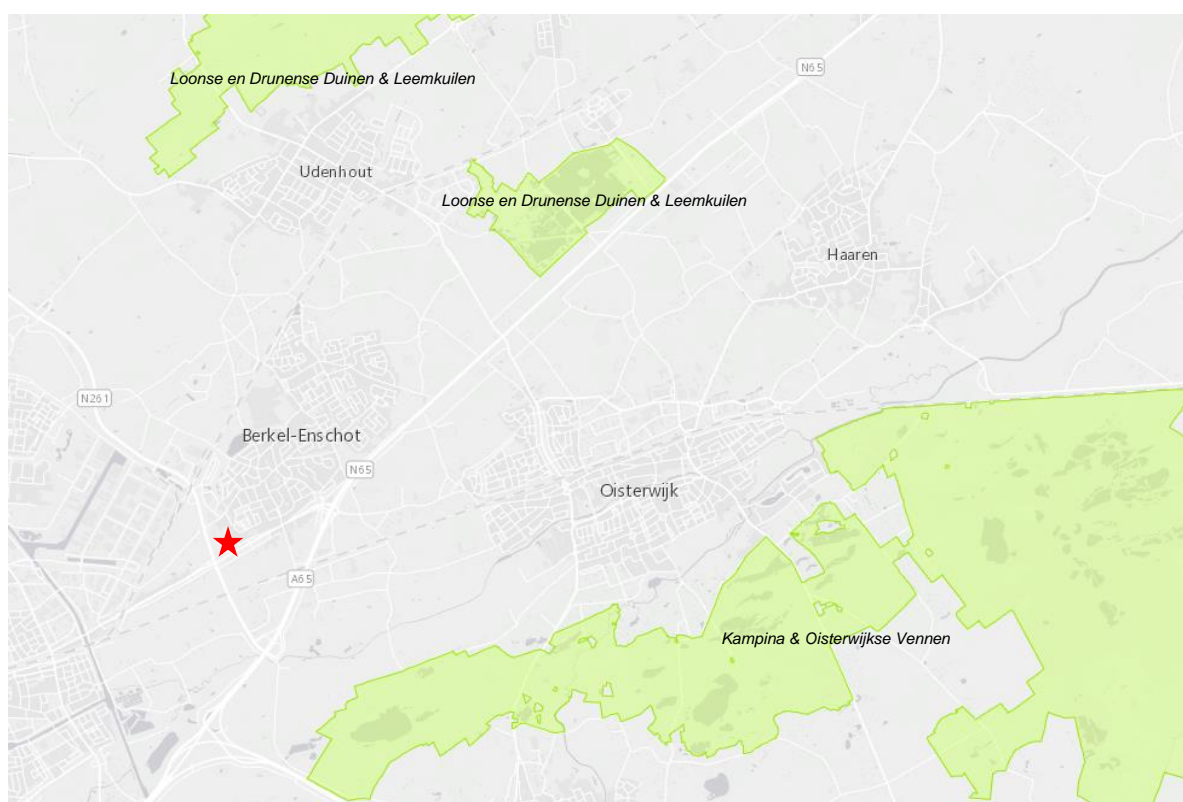 N65
Loonse en Drunense Duinen & Leemkuilen
Udenhout
Loonse en Drunense Duinen & Leemkuilen
Haaren
N261
Berkel-Enschot
N65
Oisterwijk
A65
Kampina & Oisterwijkse Vennen